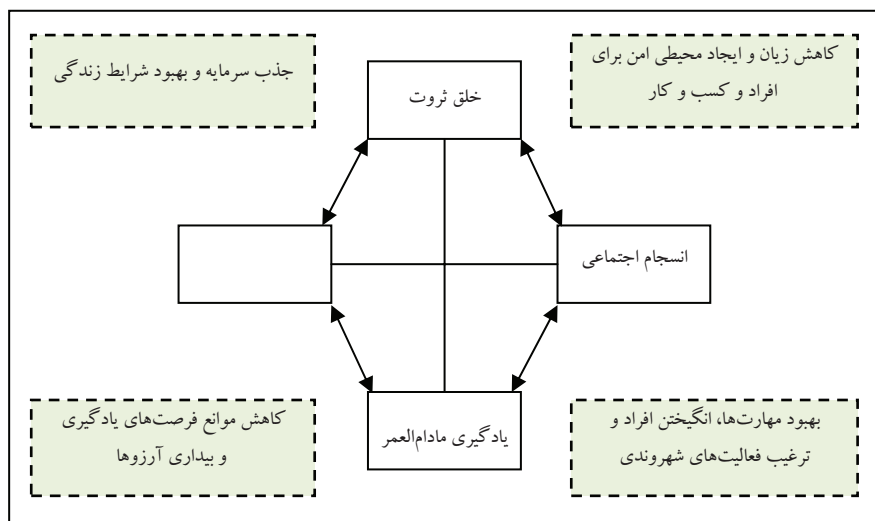 کاهش زیان و ایجاد محیطی امن برای
افراد و کسب و کار
جذب سرمایه و بهبود شرایط زندگی
خلق ثروت
انسجام اجتماعی
یادگیری مادام‌العمر
بهبود مهارت‌ها، انگیختن افراد و
ترغیب فعالیت‌های شهروندی
کاهش موانع فرصت‌های یادگیری
و بیداری آرزوها